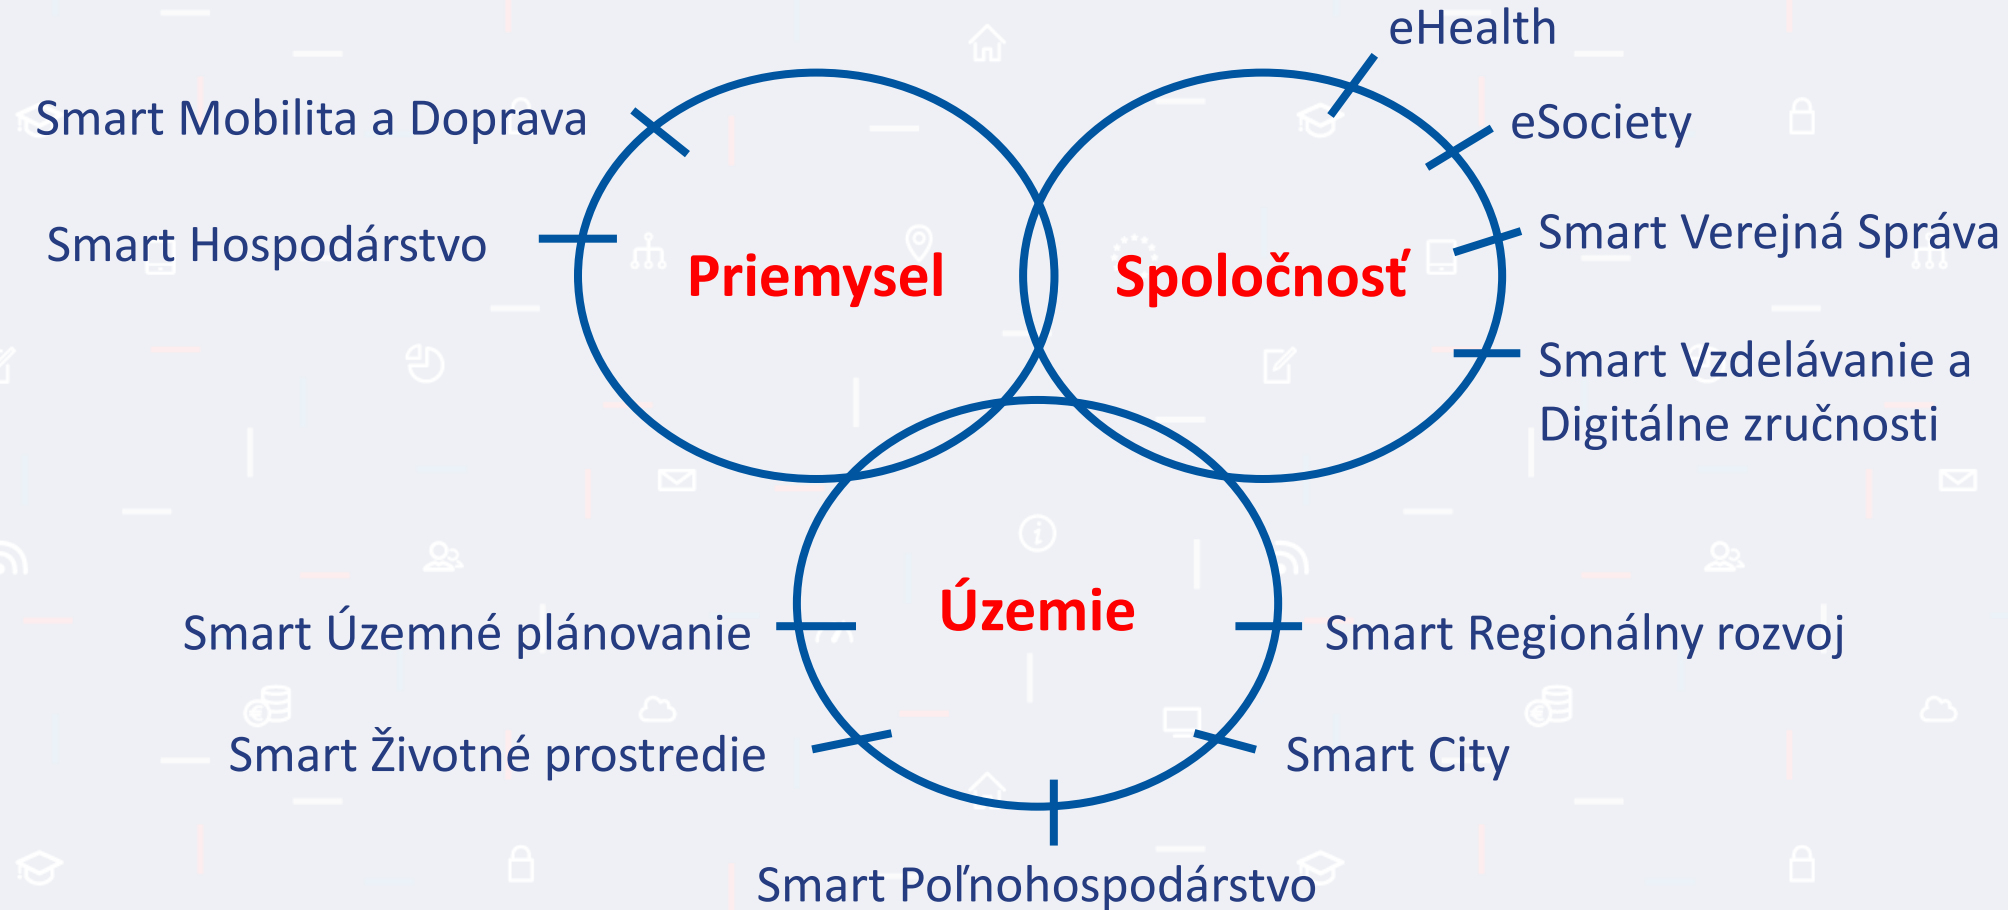 eHealth
Smart Mobilita a Doprava
eSociety
Smart Hospodárstvo
Smart Verejná Správa
Priemysel
Spoločnosť
Smart Vzdelávanie a
Digitálne zručnosti
Územie
Smart Územné plánovanie
Smart Regionálny rozvoj
Smart Životné prostredie
Smart City
Smart Poľnohospodárstvo